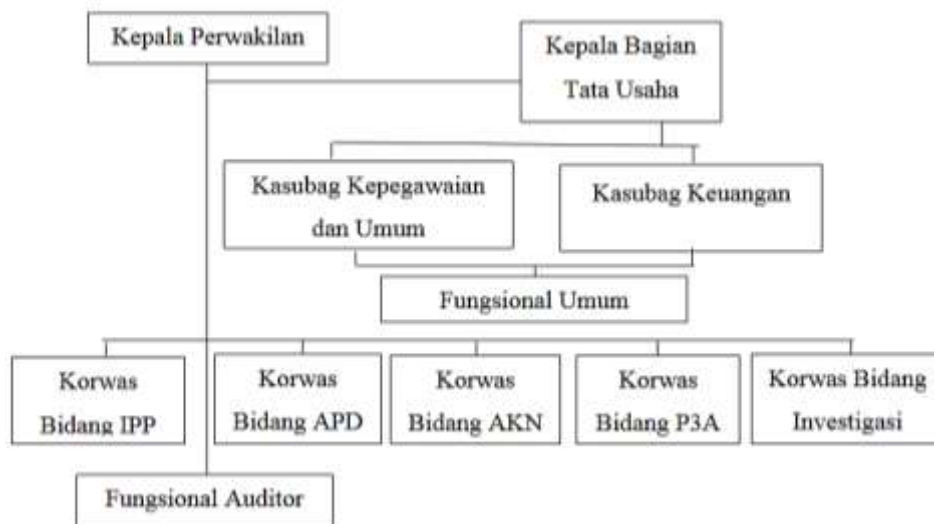 Kepala Perwakilan
Kepala Bagian
Tata Usaha
Kasubag Kepegawaian
dan Umum
Kasubag Keuangan
Fungsional Umum
Korwas
Bidang IPP
Korwas
Bidang APD
Korwas
Bidang AKN
Korwas
Bidang P3A
Korwas Bidang
Investigasi
Fungsional Auditor